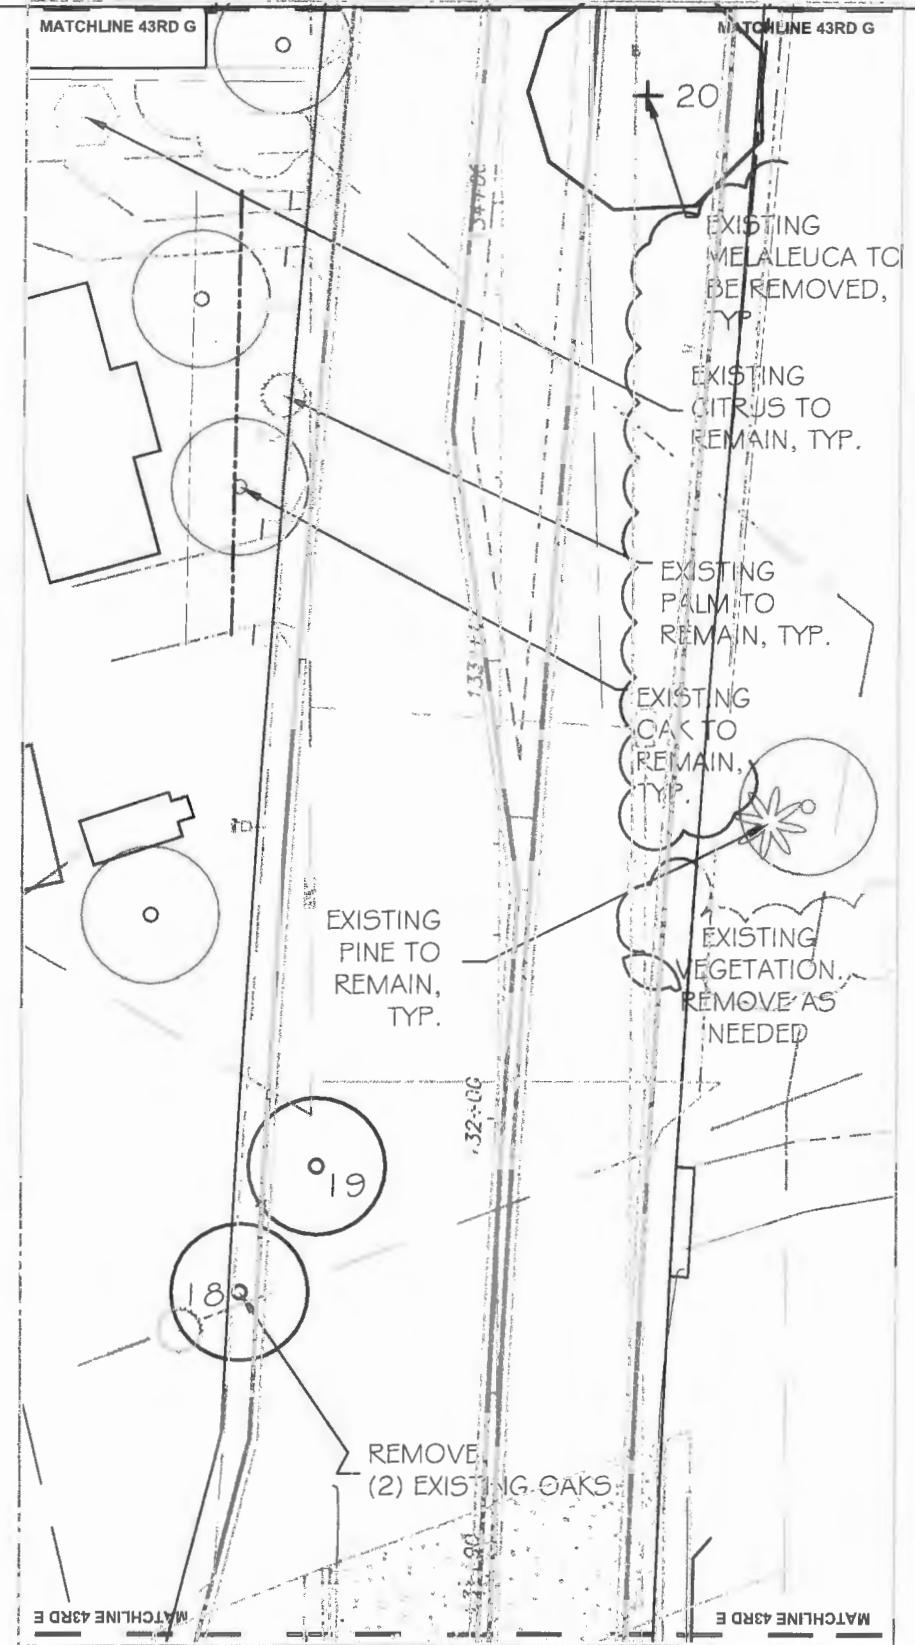 MATCHLINE 43RD G
MATCHLINE 43RD G
20
EXISTING
MELALEUCA TO
BE REMOVED,
TYP
EXISTING
CITRUS TO
REMAIN, TYP.
EXISTING
PALM TO
REMAIN, TYP.
EXISTING
OAK TO
REMAIN,
TYP.
EXISTING
PINE TO
REMAIN,
TYP.
EXISTING
VEGETATION.
REMOVE AS
NEEDED
132+00
19
18
REMOVE
(2) EXISTING OAKS
MATCHLINE 43RD E
MATCHLINE 43RD E